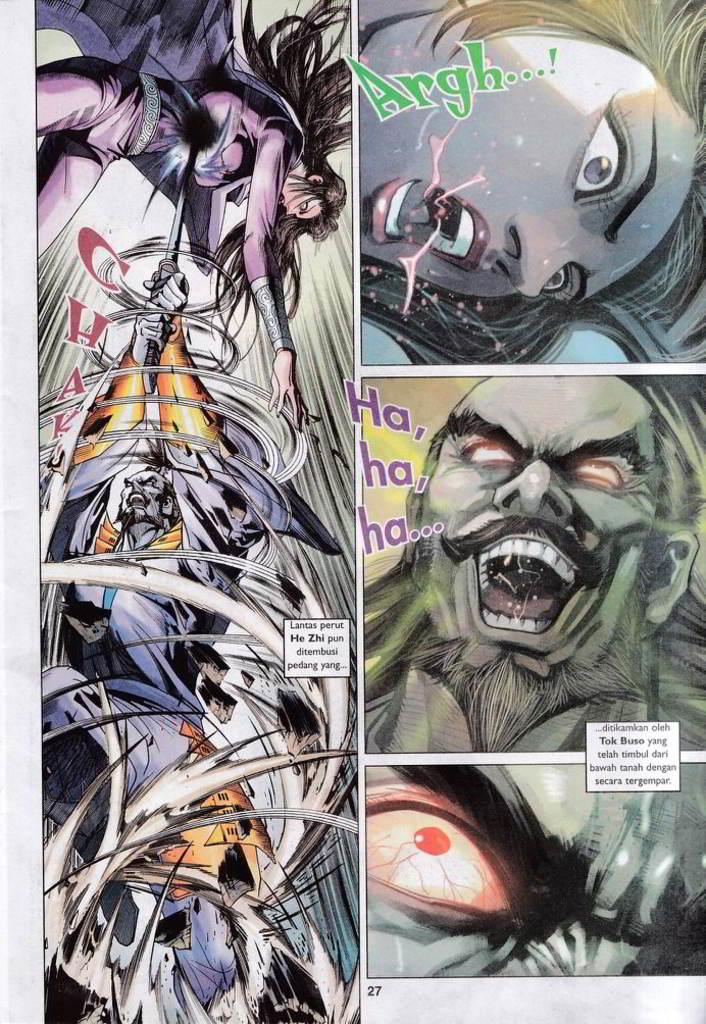 CHAK
Lantas perut
He Zhi pun
ditembusi
pedang yang...
Argh...!
Ha,
ha,
ha...
...ditikamkan oleh
Tok Buso yang
telah timbul dari
bawah tanah dengan
secara tergempar.
27